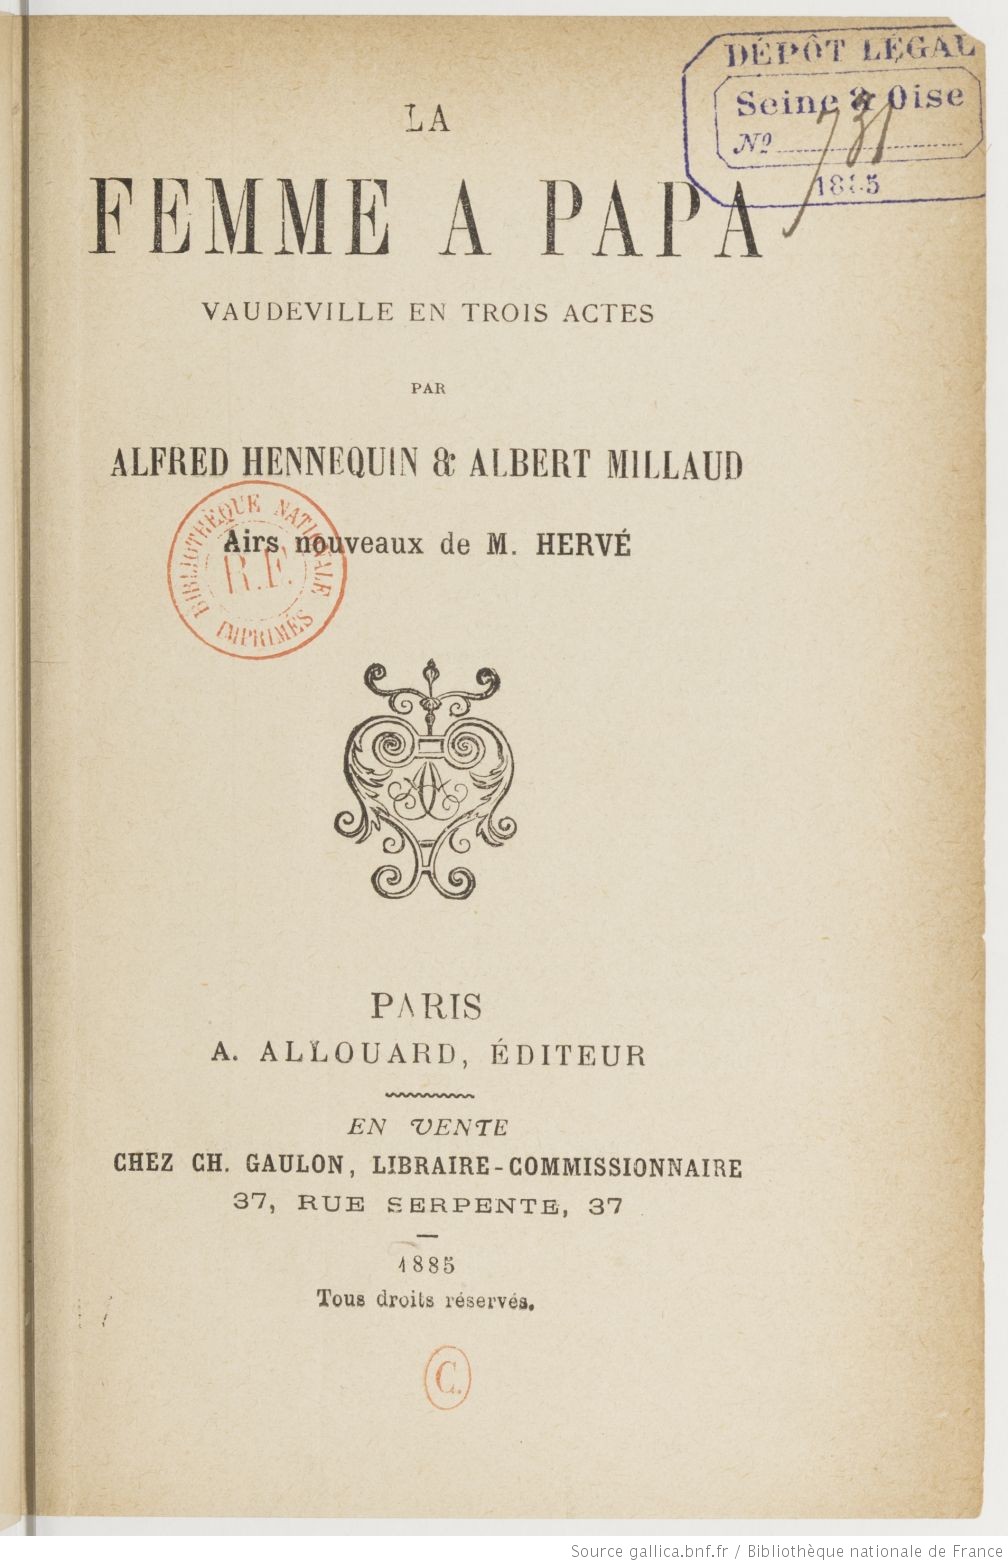 DÉPÔT LÉGAL
Seine & Oise
Nº 731
1885
LA
FEMME A PAPA
VAUDEVILLE EN TROIS ACTES
PAR
ALFRED HENNEQUIN & ALBERT MILLAUD
Airs nouveaux de M. HERVÉ
BIBLIOTHÈQUE NATIONALE
R.F.
IMPRIMÉS
PARIS
A. ALLOUARD, ÉDITEUR
EN VENTE
CHEZ CH. GAULON, LIBRAIRE-COMMISSIONNAIRE
37, RUE SERPENTE, 37
1885
Tous droits réservés.
C.
Source gallica.bnf.fr / Bibliothèque nationale de France